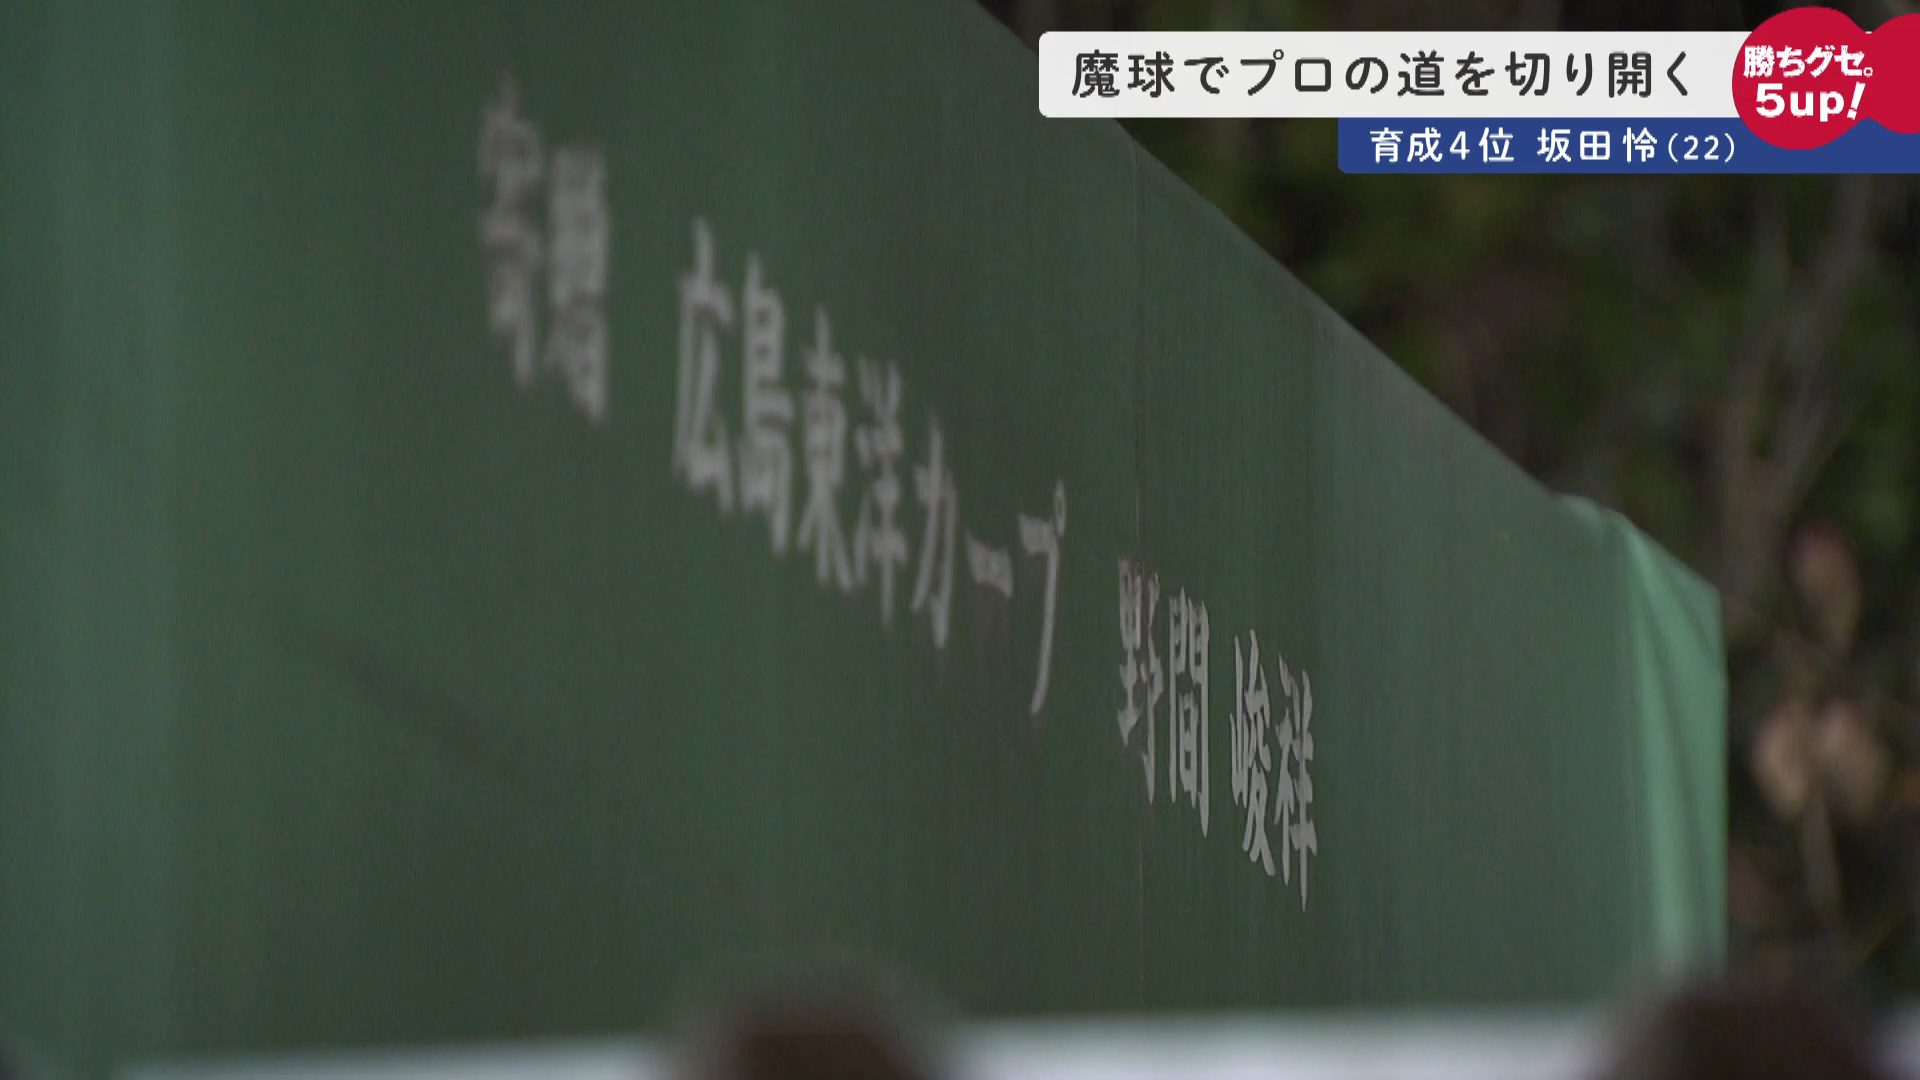 魔球でプロの道を切り開く
勝ちグセ。
5up!
育成4位 坂田怜(22)
寄贈 広島東洋カープ 野間 峻祥